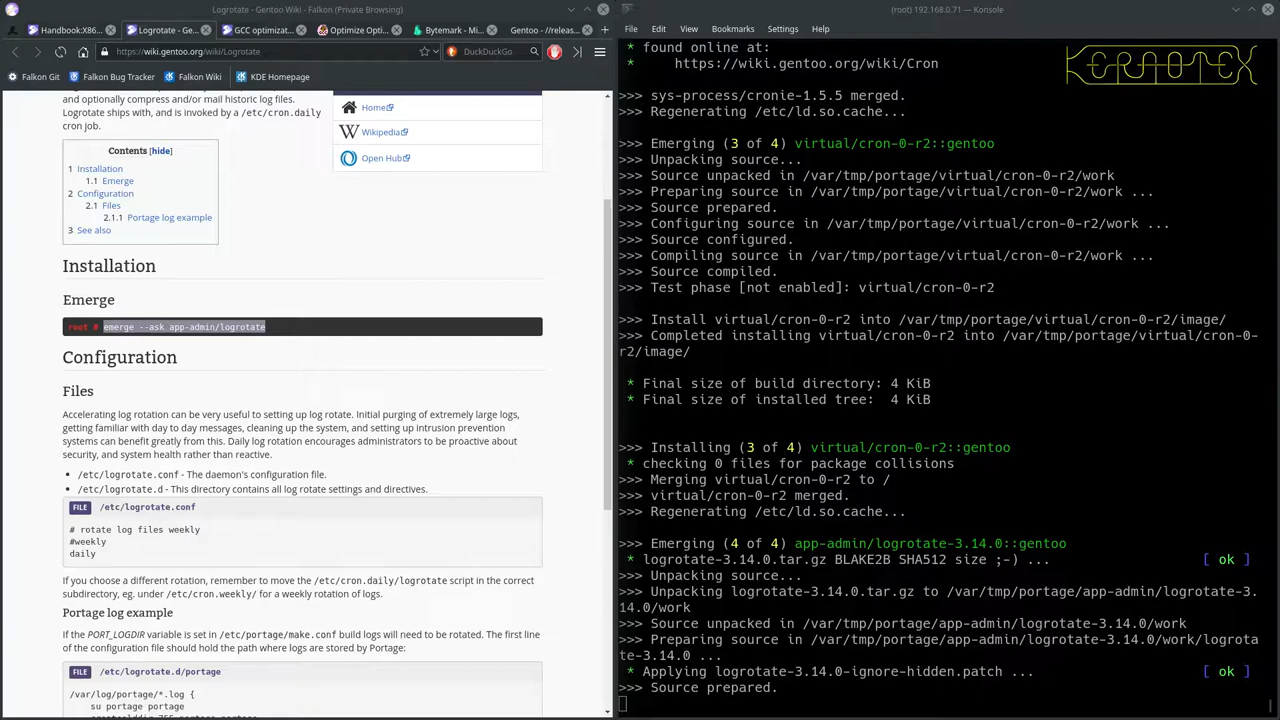 Logrotate - Gentoo Wiki - Falkon (Private Browsing)
Handbook:X86...
Logrotate - Ge...
GCC optimizat...
Optimize Optim...
Bytemark - Mi...
Gentoo - //releas...
https://wiki.gentoo.org/wiki/Logrotate
DuckDuckGo
Falkon Git
Falkon Bug Tracker
Falkon Wiki
KDE Homepage
and optionally compress and/or mail historic log files.
Logrotate ships with, and is invoked by a /etc/cron.daily
cron job.
Home
Wikipedia
Open Hub
Contents [hide]
1 Installation
1.1 Emerge
2 Configuration
2.1 Files
2.1.1 Portage log example
3 See also
Installation
Emerge
root # emerge --ask app-admin/logrotate
Configuration
Files
Accelerating log rotation can be very useful to setting up log rotate. Initial purging of extremely large logs,
getting familiar with day to day messages, cleaning up the system, and setting up intrusion prevention
systems can benefit greatly from this. Daily log rotation encourages administrators to be proactive about
security, and system health rather than reactive.
/etc/logrotate.conf - The daemon's configuration file.
/etc/logrotate.d - This directory contains all log rotate settings and directives.
FILE /etc/logrotate.conf
# rotate log files weekly
#weekly
daily
If you choose a different rotation, remember to move the /etc/cron.daily/logrotate script in the correct
subdirectory, eg. under /etc/cron.weekly/ for a weekly rotation of logs.
Portage log example
If the PORT_LOGDIR variable is set in /etc/portage/make.conf build logs will need to be rotated. The first line
of the configuration file should hold the path where logs are stored by Portage:
FILE /etc/logrotate.d/portage
/var/log/portage/*.log {
su portage portage
(root) 192.168.0.71 — Konsole
File Edit View Bookmarks Settings Help
KERAOTEX
* found online at:
* https://wiki.gentoo.org/wiki/Cron
>>> sys-process/cronie-1.5.5 merged.
>>> Regenerating /etc/ld.so.cache...
>>> Emerging (3 of 4) virtual/cron-0-r2::gentoo
>>> Unpacking source...
>>> Source unpacked in /var/tmp/portage/virtual/cron-0-r2/work
>>> Preparing source in /var/tmp/portage/virtual/cron-0-r2/work ...
>>> Source prepared.
>>> Configuring source in /var/tmp/portage/virtual/cron-0-r2/work ...
>>> Source configured.
>>> Compiling source in /var/tmp/portage/virtual/cron-0-r2/work ...
>>> Source compiled.
>>> Test phase [not enabled]: virtual/cron-0-r2
>>> Install virtual/cron-0-r2 into /var/tmp/portage/virtual/cron-0-r2/image/
>>> Completed installing virtual/cron-0-r2 into /var/tmp/portage/virtual/cron-0-
r2/image/
* Final size of build directory: 4 KiB
* Final size of installed tree: 4 KiB
>>> Installing (3 of 4) virtual/cron-0-r2::gentoo
* checking 0 files for package collisions
>>> Merging virtual/cron-0-r2 to /
>>> virtual/cron-0-r2 merged.
>>> Regenerating /etc/ld.so.cache...
>>> Emerging (4 of 4) app-admin/logrotate-3.14.0::gentoo
* logrotate-3.14.0.tar.gz BLAKE2B SHA512 size ;-) ... [ ok ]
>>> Unpacking source...
>>> Unpacking logrotate-3.14.0.tar.gz to /var/tmp/portage/app-admin/logrotate-3.
14.0/work
>>> Source unpacked in /var/tmp/portage/app-admin/logrotate-3.14.0/work
>>> Preparing source in /var/tmp/portage/app-admin/logrotate-3.14.0/work/logrota
te-3.14.0 ...
* Applying logrotate-3.14.0-ignore-hidden.patch ... [ ok ]
>>> Source prepared.